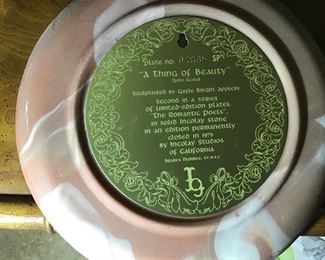 Plate no.
"A Thing of Beauty"
(John Keats)
Sculptured by Gayle Bright Appleby
Second in a series
of limited-edition plates,
"The Romantic Poets",
in solid Incolay stone
in an edition permanently
closed in 1978
by Incolay Studios
of California
Bradex Number: